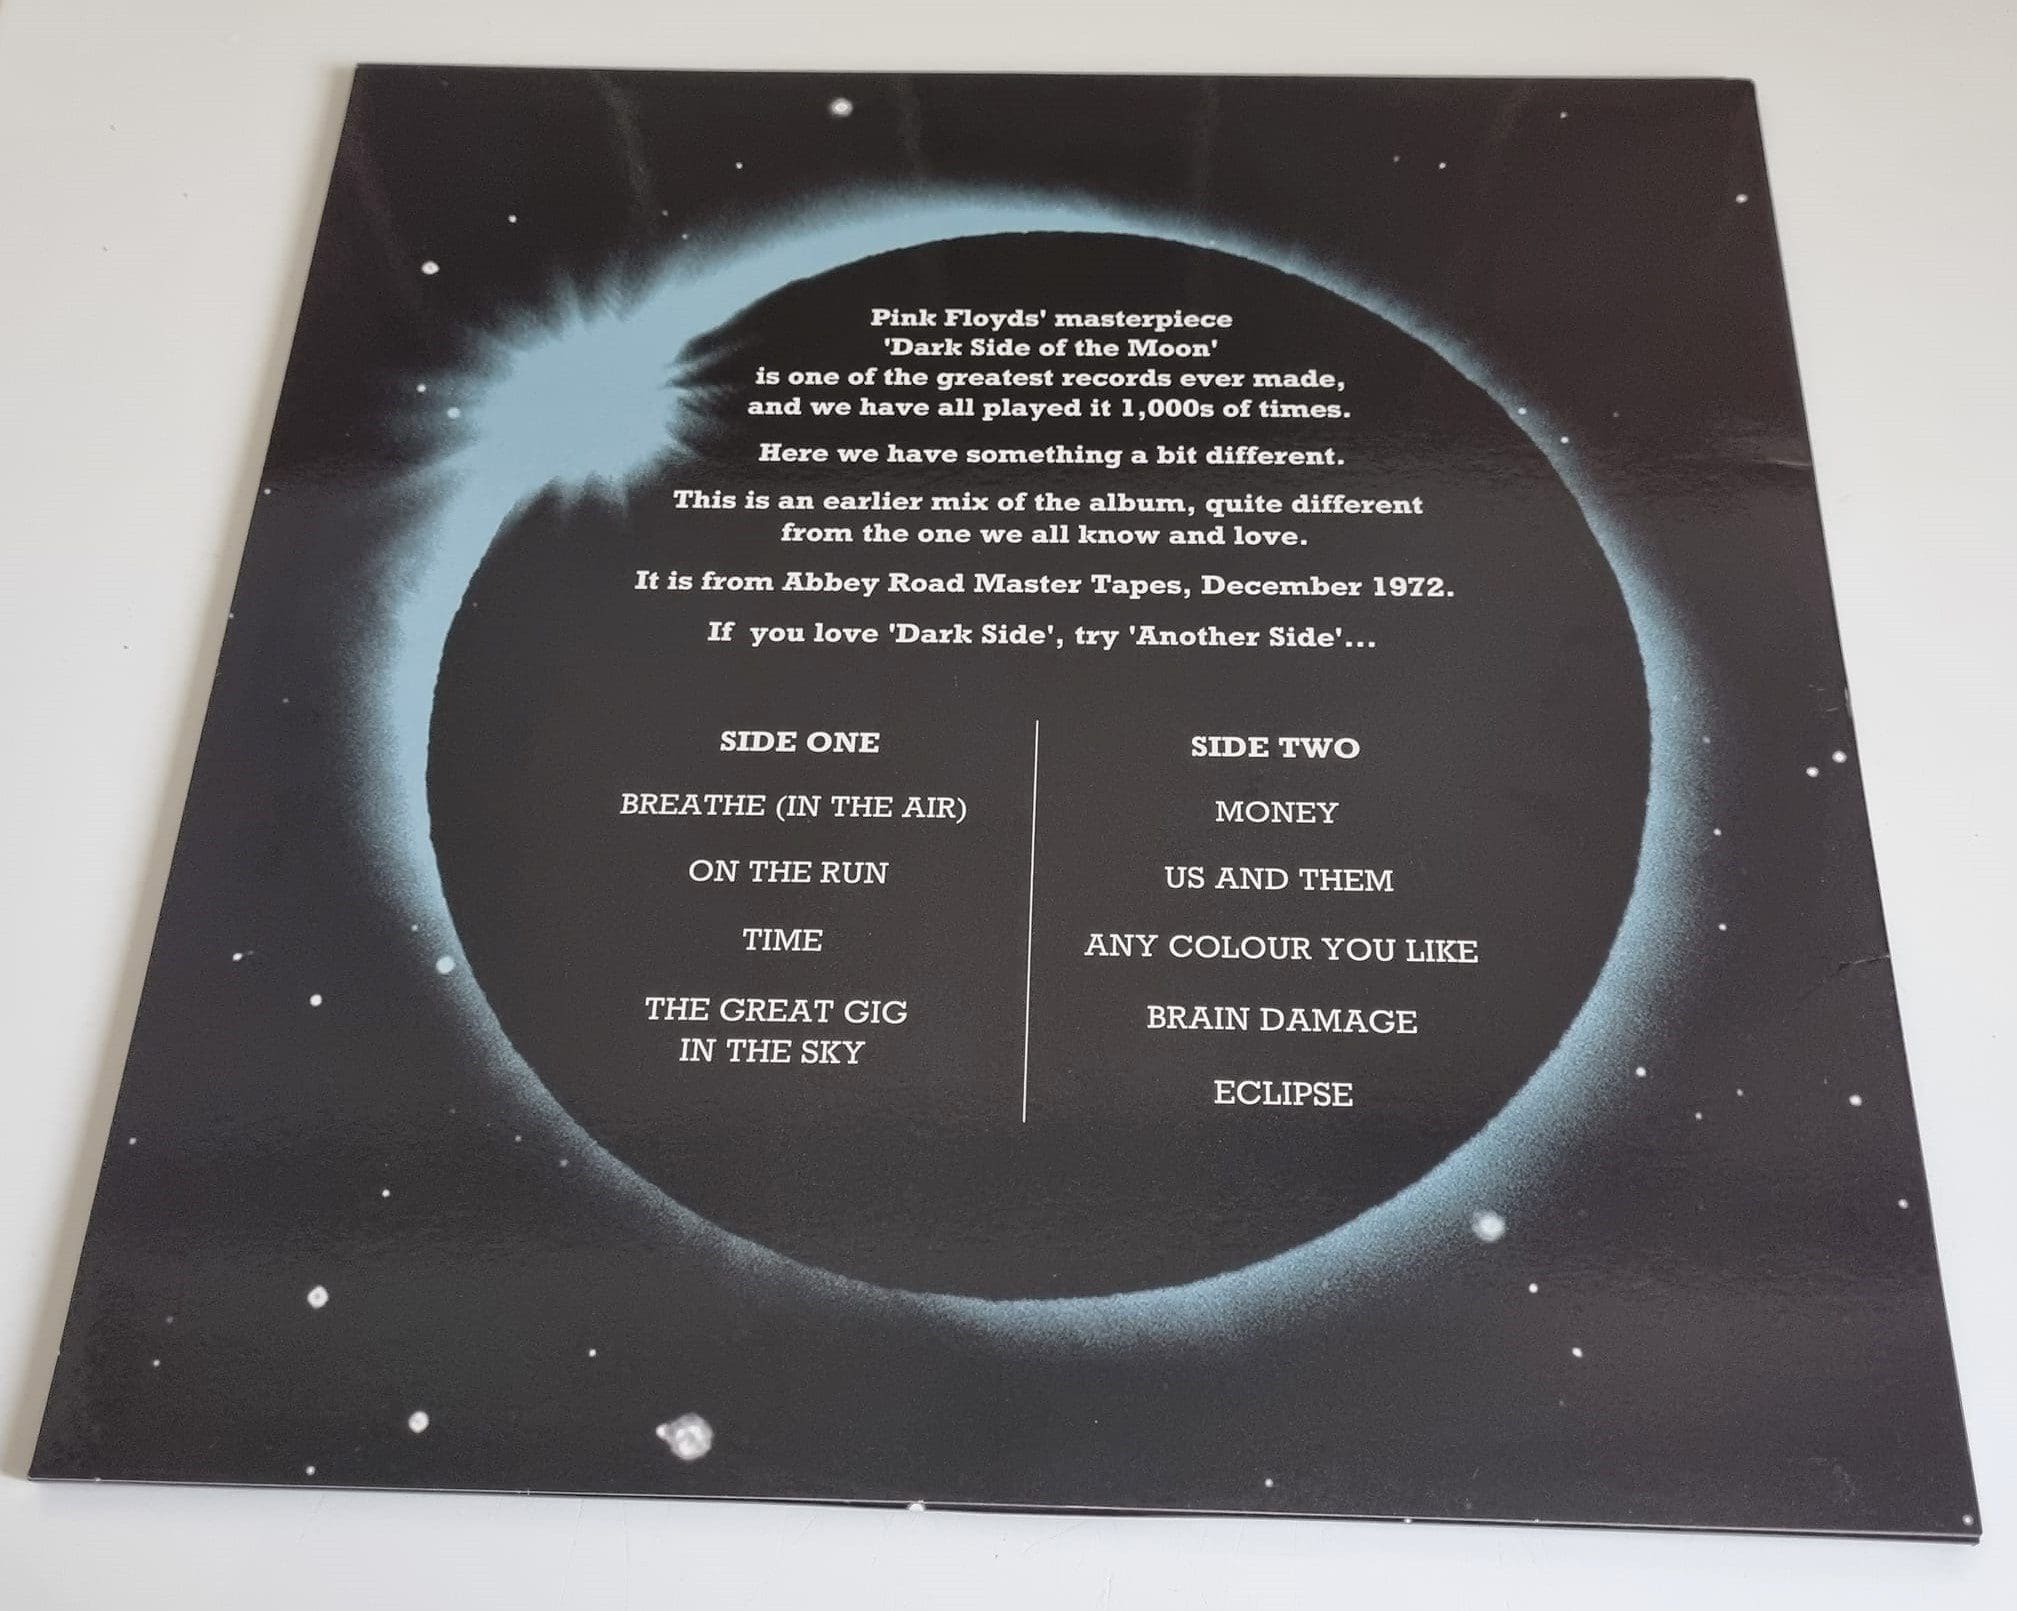 Pink Floyds' masterpiece
'Dark Side of the Moon'
is one of the greatest records ever made,
and we have all played it 1,000s of times.
Here we have something a bit different.
This is an earlier mix of the album, quite different
from the one we all know and love.
It is from Abbey Road Master Tapes, December 1972.
If you love 'Dark Side', try 'Another Side'...
SIDE ONE
BREATHE (IN THE AIR)
ON THE RUN
TIME
THE GREAT GIG
IN THE SKY
SIDE TWO
MONEY
US AND THEM
ANY COLOUR YOU LIKE
BRAIN DAMAGE
ECLIPSE